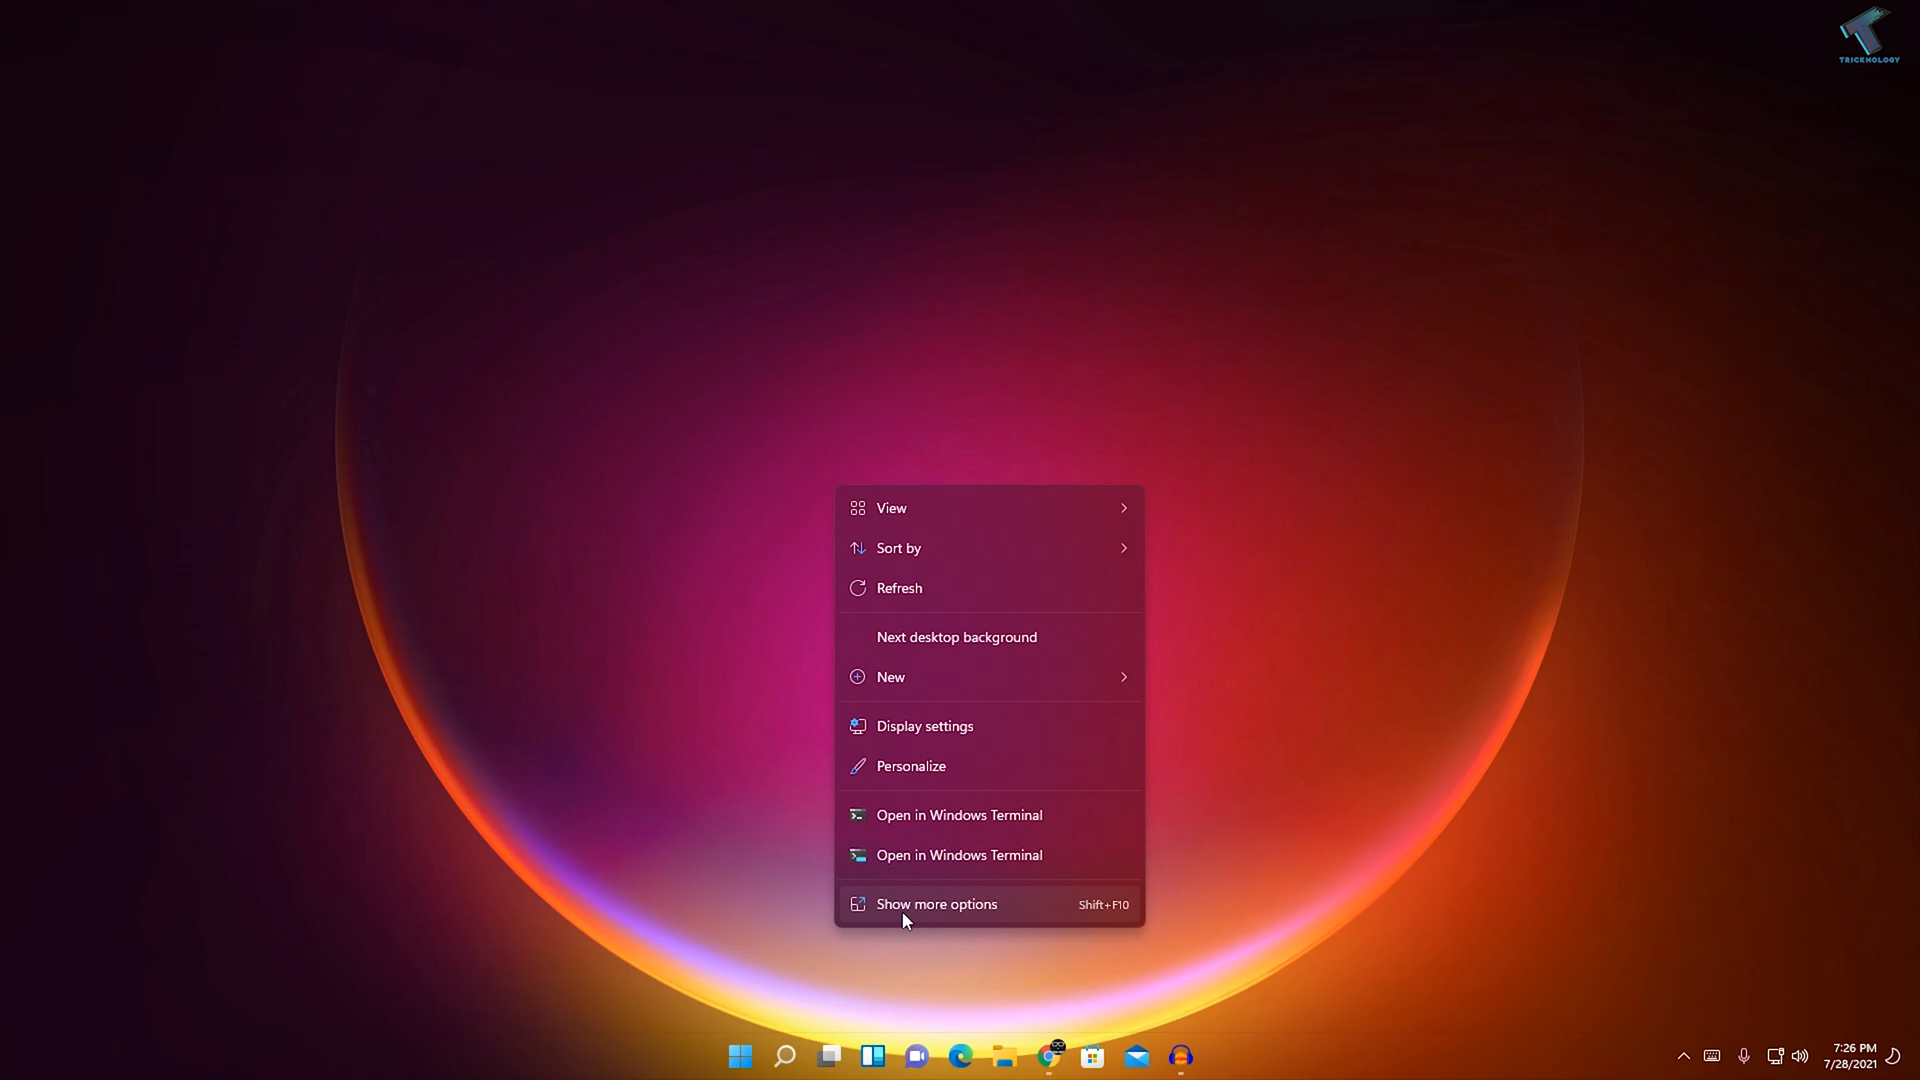 TRICKNOLOGY
View
Sort by
Refresh
Next desktop background
New
Display settings
Personalize
Open in Windows Terminal
Open in Windows Terminal
Show more options Shift+F10
7:26 PM
7/28/2021